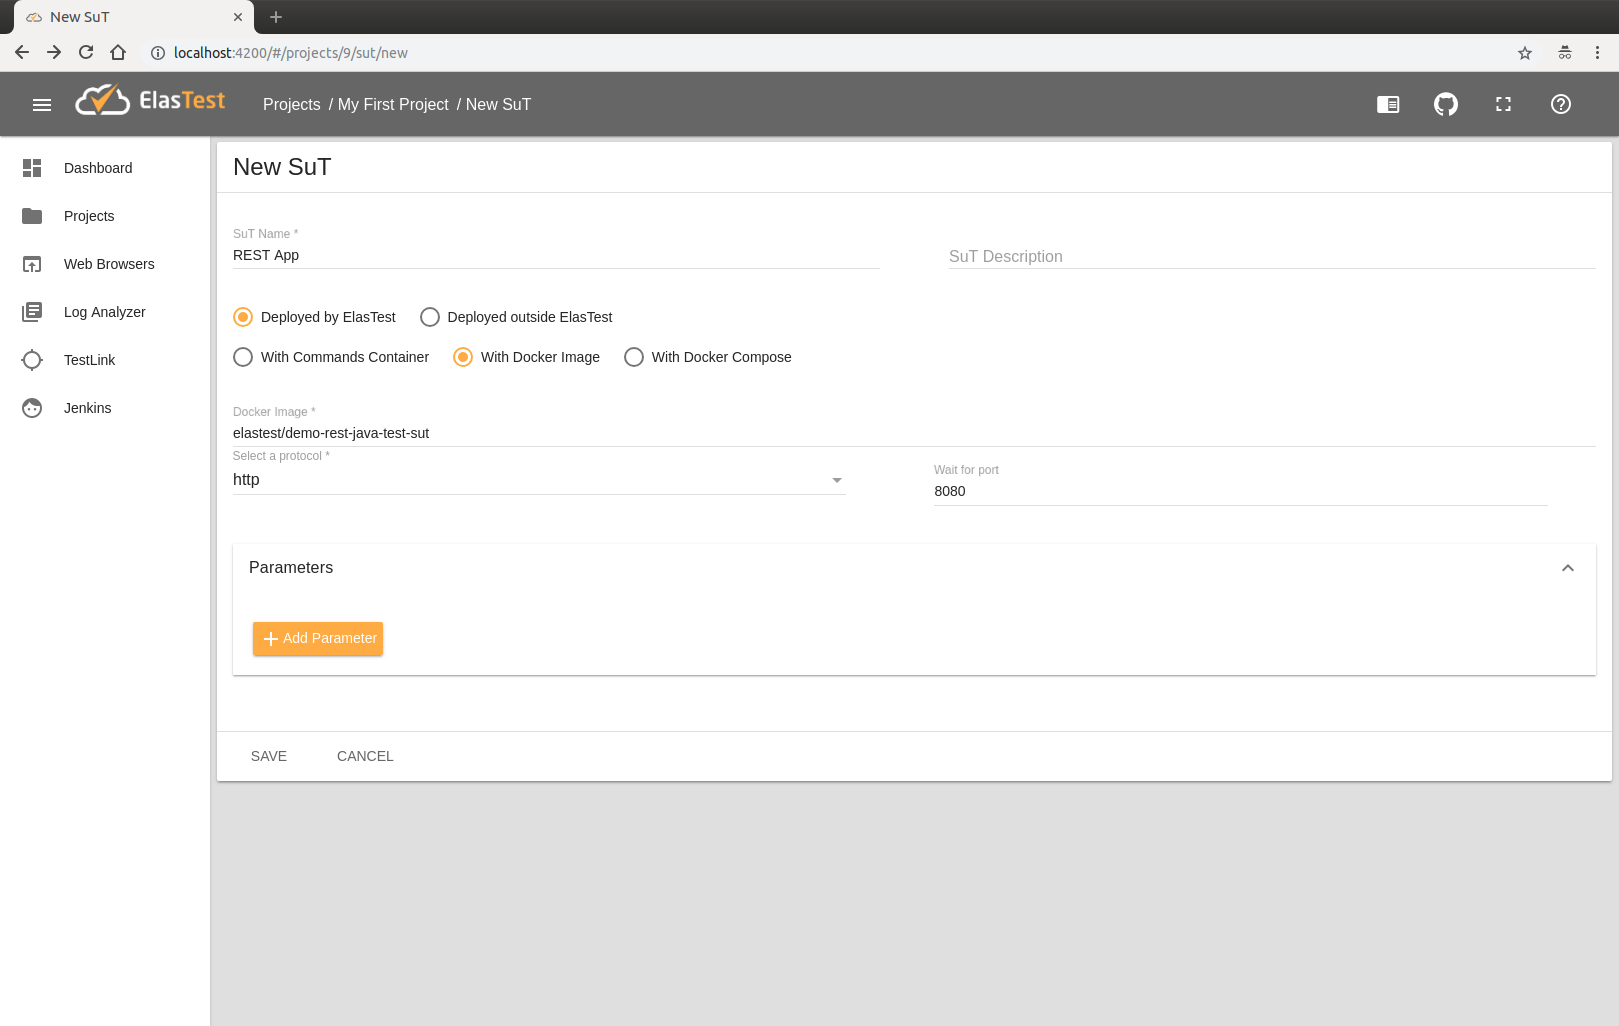 New SuT
localhost:4200/#/projects/9/sut/new
ElasTest
Projects / My First Project / New SuT
Dashboard
Projects
Web Browsers
Log Analyzer
TestLink
Jenkins
New SuT
SuT Name *
REST App
SuT Description
Deployed by ElasTest Deployed outside ElasTest
With Commands Container With Docker Image With Docker Compose
Docker Image *
elastest/demo-rest-java-test-sut
Select a protocol *
http
Wait for port
8080
Parameters
Add Parameter
SAVE CANCEL